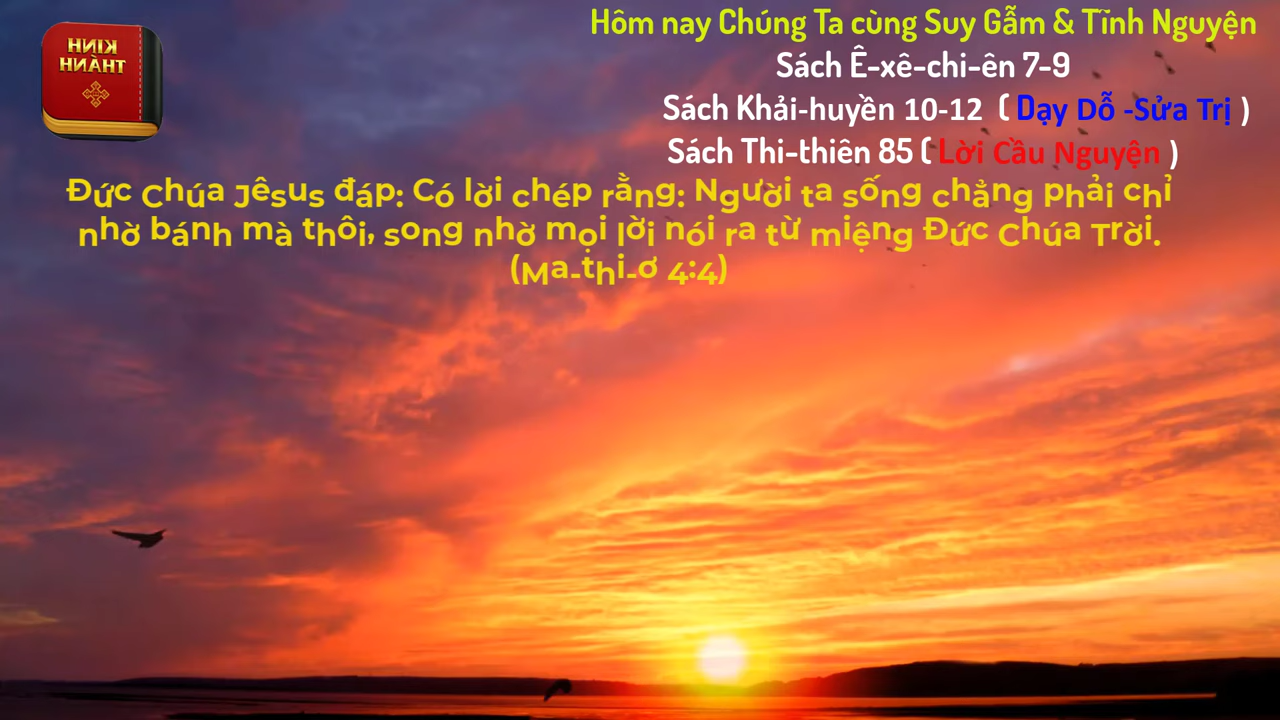 KINH
THÀNH
Hôm nay Chúng Ta cùng Suy Gẫm & Tĩnh Nguyện
Sách Ê-xê-chi-ên 7-9
Sách Khải-huyền 10-12 ( Dạy Dỗ -Sửa Trị )
Sách Thi-thiên 85 ( Lời Cầu Nguyện )
Đức Chúa Jêsus đáp: Có lời chép rằng: Người ta sống chẳng phải chỉ
nhờ bánh mà thôi, song nhờ mọi lời nói ra từ miệng Đức Chúa Trời.
(Ma-thi-ơ 4:4)